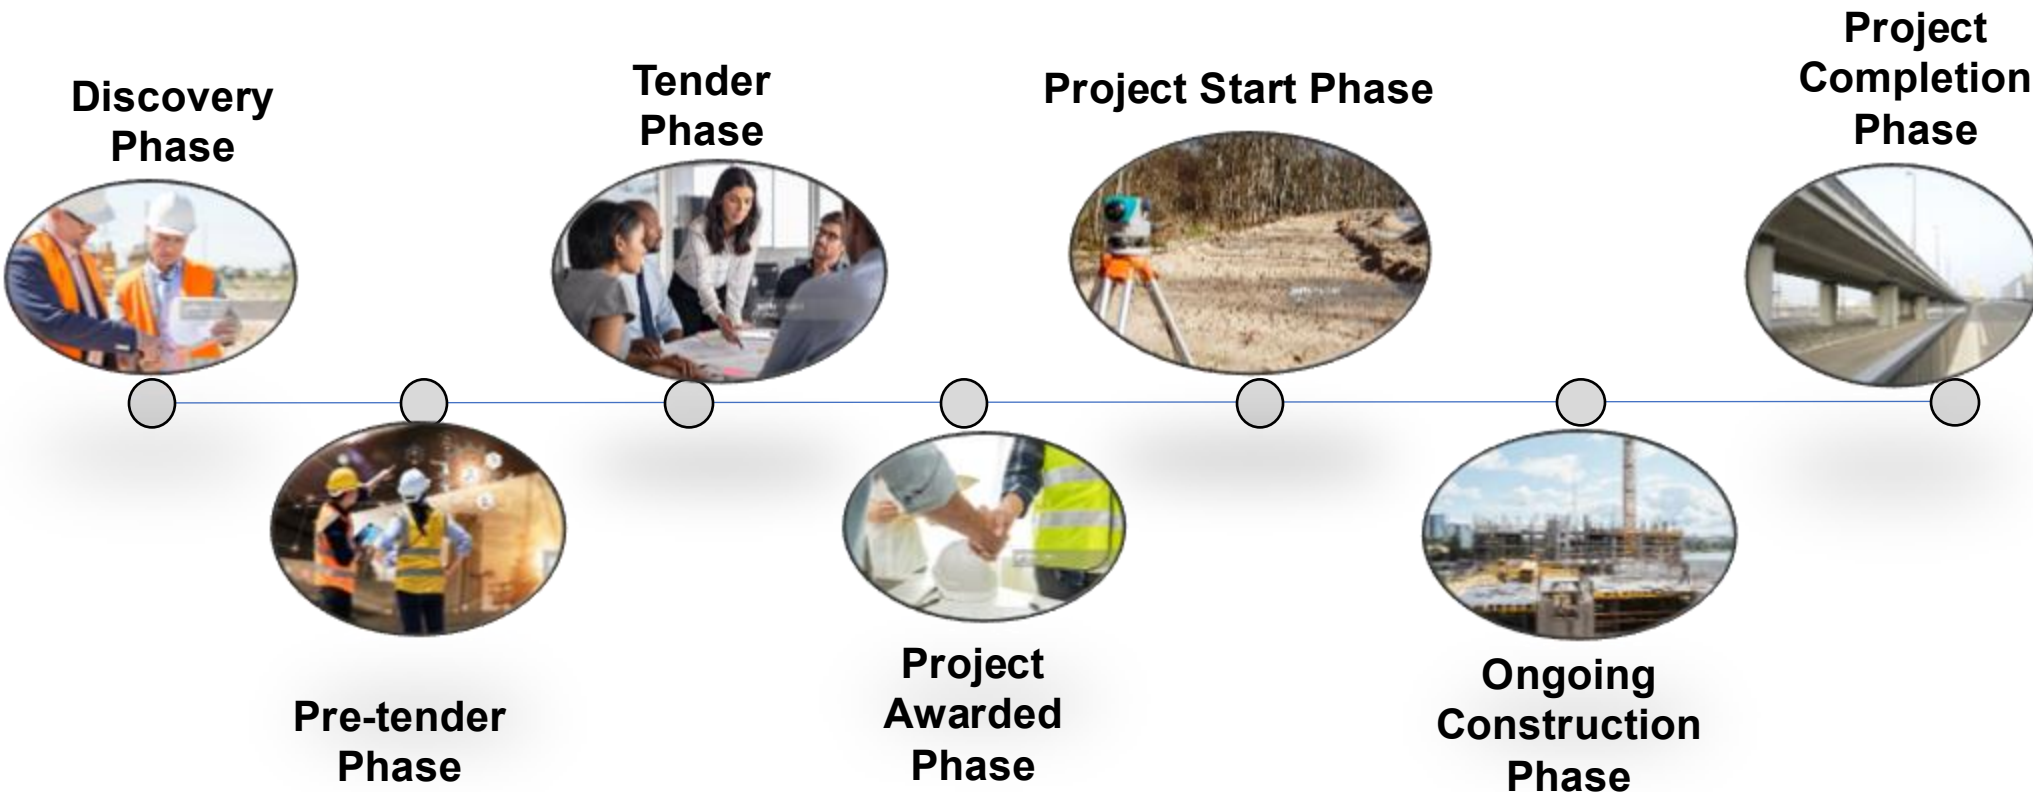 Discovery
Phase
Pre-tender
Phase
Tender
Phase
Project
Awarded
Phase
Project Start Phase
Ongoing
Construction
Phase
Project
Completion
Phase